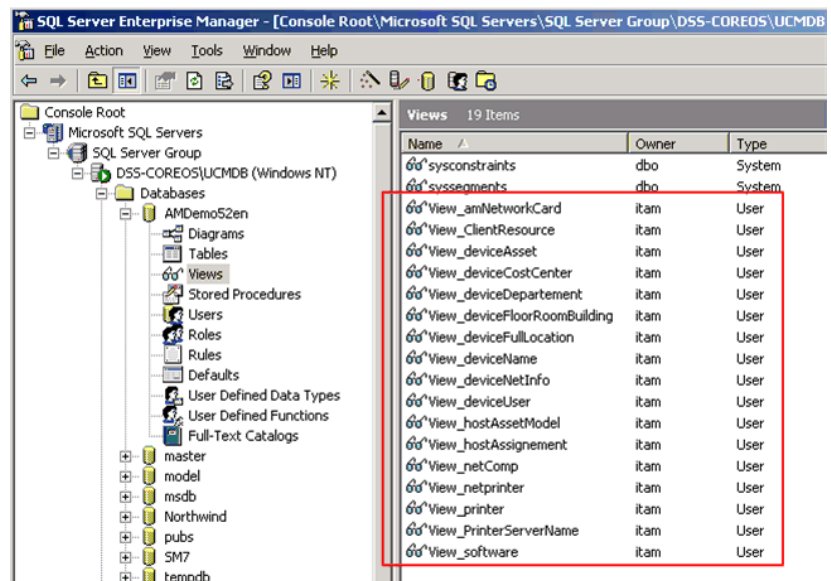 SQL Server Enterprise Manager - [Console Root\Microsoft SQL Servers\SQL Server Group\DSS-COREOS\UCMDB
File Action View Tools Window Help
Console Root
Microsoft SQL Servers
SQL Server Group
DSS-COREOS\UCMDB (Windows NT)
Databases
AMDemo52en
Diagrams
Tables
Views
Stored Procedures
Users
Roles
Rules
Defaults
User Defined Data Types
User Defined Functions
Full-Text Catalogs
master
model
msdb
Northwind
pubs
SM7
tempdb
Views 19 Items
Name Owner Type
sysconstraints dbo System
syssegments dbo System
View_amNetworkCard itam User
View_ClientResource itam User
View_deviceAsset itam User
View_deviceCostCenter itam User
View_deviceDepartement itam User
View_deviceFloorRoomBuilding itam User
View_deviceFullLocation itam User
View_deviceName itam User
View_deviceNetInfo itam User
View_deviceUser itam User
View_hostAssetModel itam User
View_hostAssignement itam User
View_netComp itam User
View_netprinter itam User
View_printer itam User
View_PrinterServerName itam User
View_software itam User